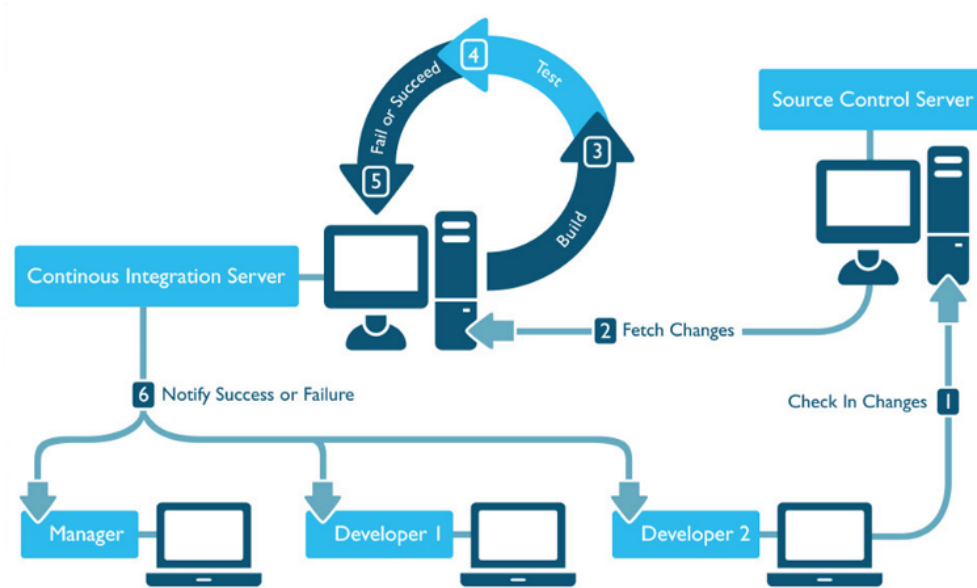 4
Test
Fail or Succeed
3
5
Build
Source Control Server
Continous Integration Server
2 Fetch Changes
6 Notify Success or Failure
Check In Changes 1
Manager
Developer 1
Developer 2